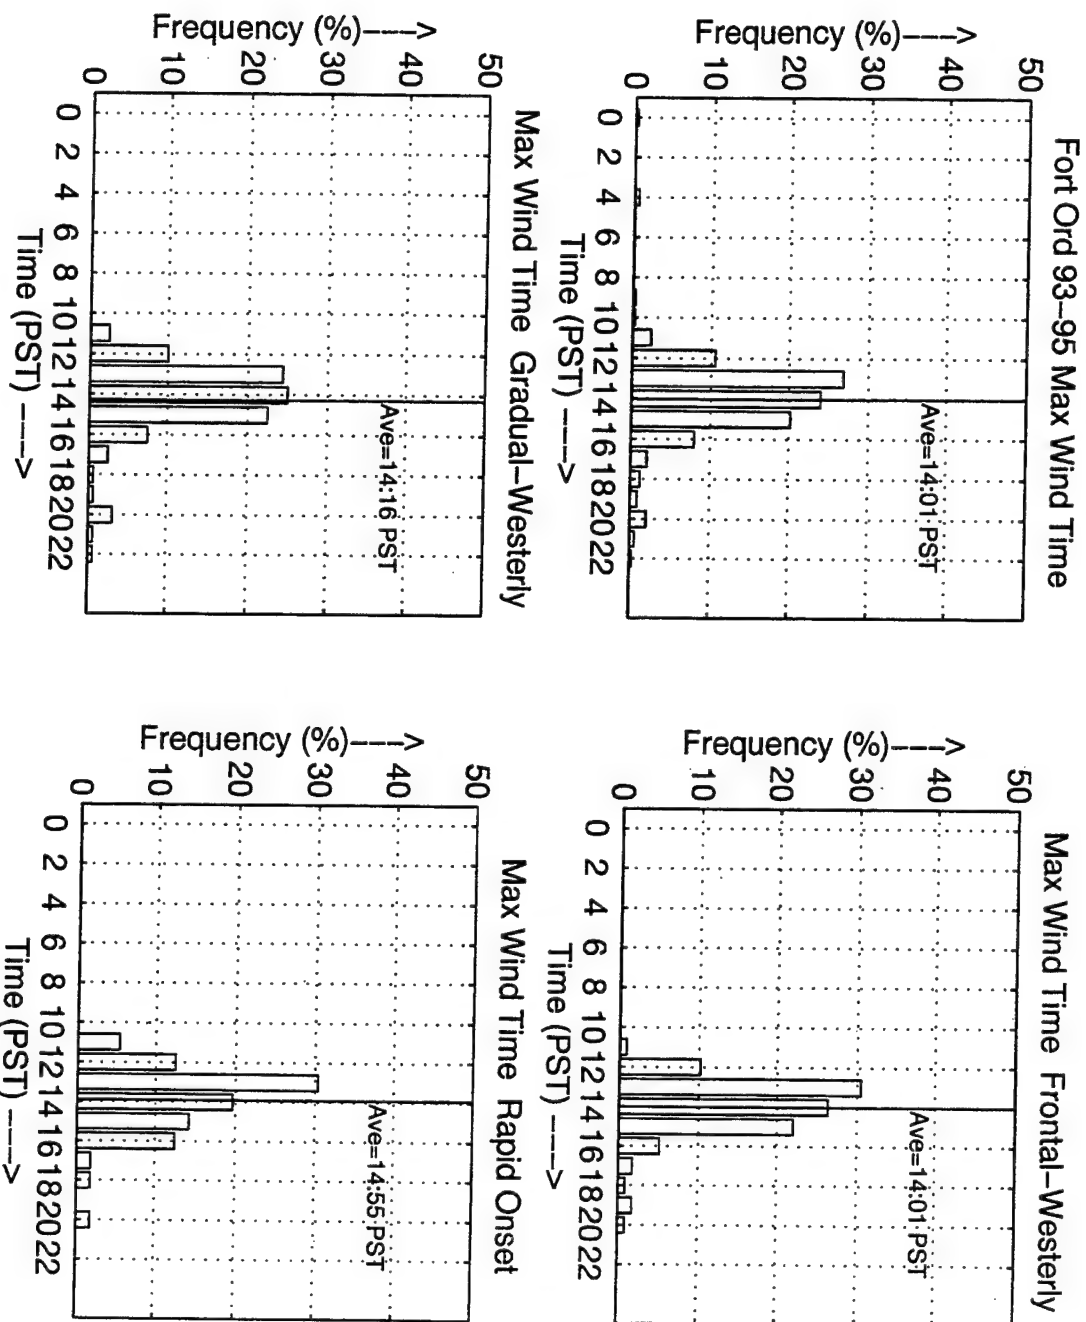 Fort Ord 93–95 Max Wind Time
50
40
30
20
10
0
Frequency (%)––––>
Ave=14:01 PST
0 2 4 6 8 10 12 14 16 18 20 22
Time (PST) ––––>
Max Wind Time Frontal–Westerly
50
40
30
20
10
0
Frequency (%)––––>
Ave=14:01 PST
0 2 4 6 8 10 12 14 16 18 20 22
Time (PST) ––––>
Max Wind Time Gradual–Westerly
50
40
30
20
10
0
Frequency (%)––––>
Ave=14:16 PST
0 2 4 6 8 10 12 14 16 18 20 22
Time (PST) ––––>
Max Wind Time Rapid Onset
50
40
30
20
10
0
Frequency (%)––––>
Ave=14:55 PST
0 2 4 6 8 10 12 14 16 18 20 22
Time (PST) ––––>